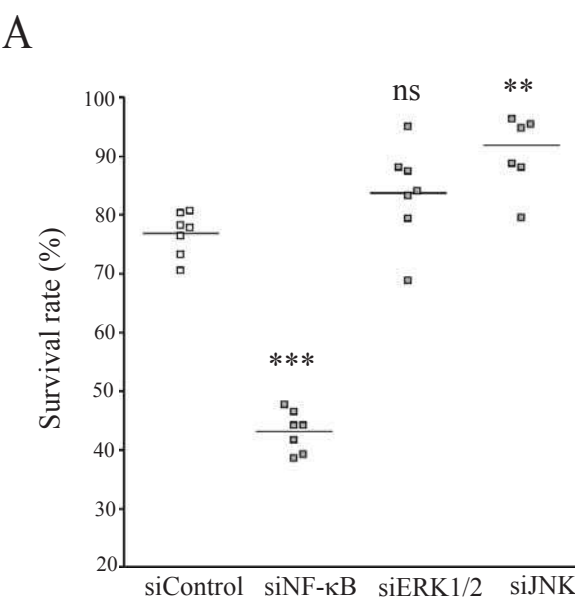 A
ns
**
100
90
80
70
60
50
40
30
20
***
Survival rate (%)
siControl siNF-κB siERK1/2 siJNK